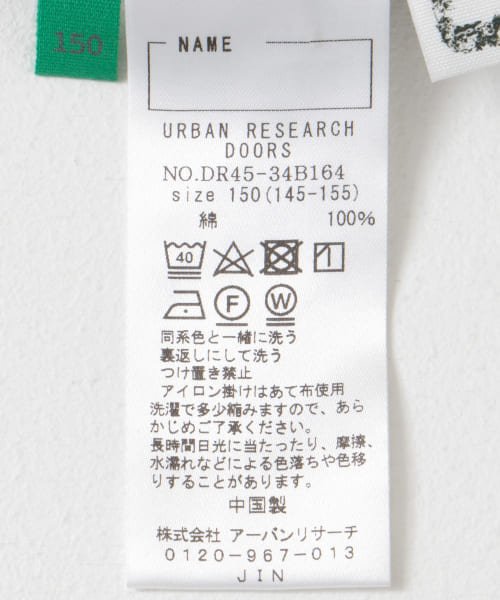 150
NAME
URBAN RESEARCH
DOORS
NO.DR45-34B164
size 150(145-155)
綿 100%
40
F W
同系色と一緒に洗う
裏返しにして洗う
つけ置き禁止
アイロン掛けはあて布使用
洗濯で多少縮みますので、あら
かじめご了承ください。
長時間日光に当たったり、摩擦、
水濡れなどによる色落ちや色移
りすることがあります。
中国製
株式会社 アーバンリサーチ
0120-967-013
JIN